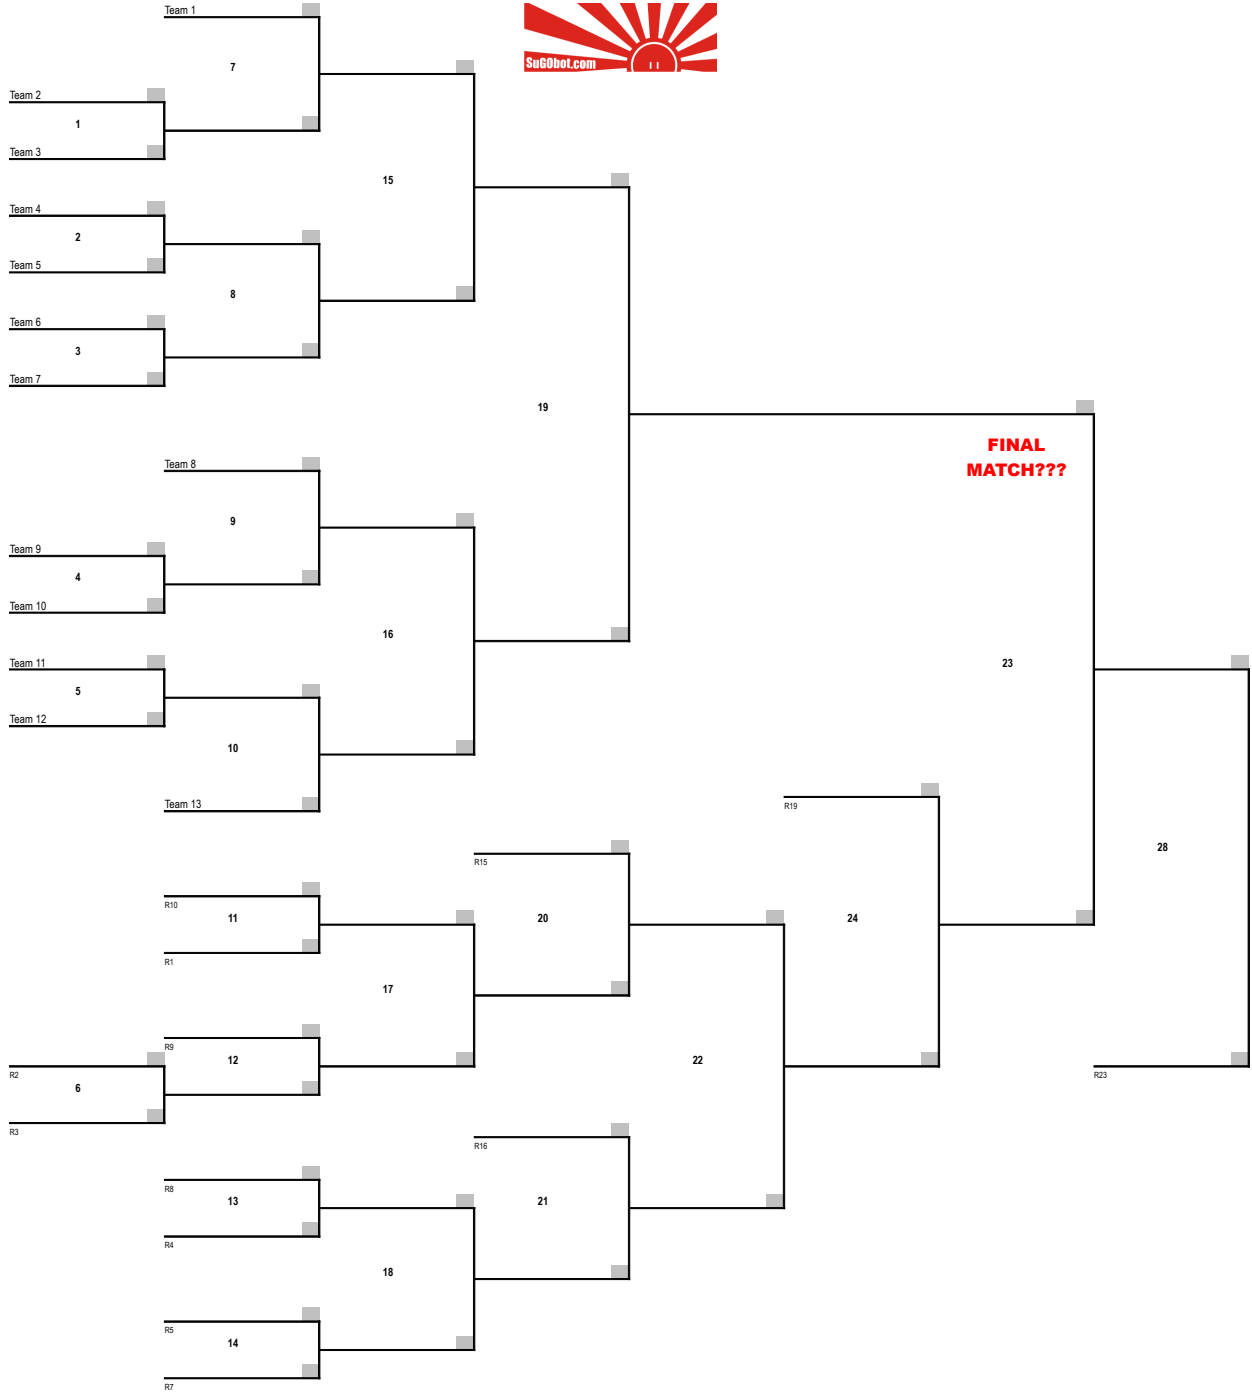 Team 1
SuGObot.com
7
Team 2
1
Team 3
15
Team 4
2
Team 5
8
Team 6
3
Team 7
19
FINAL
MATCH???
Team 8
9
Team 9
4
Team 10
16
Team 11
5
Team 12
23
10
Team 13
R19
28
R15
R10
11
20
24
R1
17
R9
12
22
R2
6
R23
R3
R16
R8
13
21
R4
18
R5
14
R7